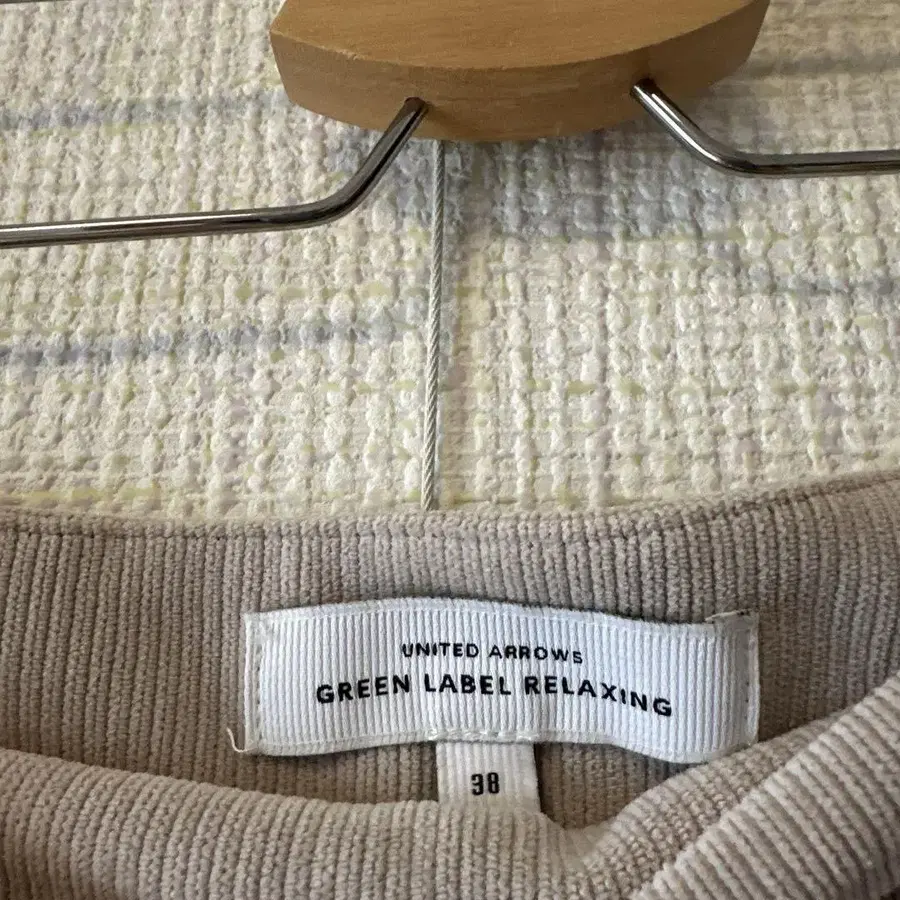 UNITED ARROWS
GREEN LABEL RELAXING
38